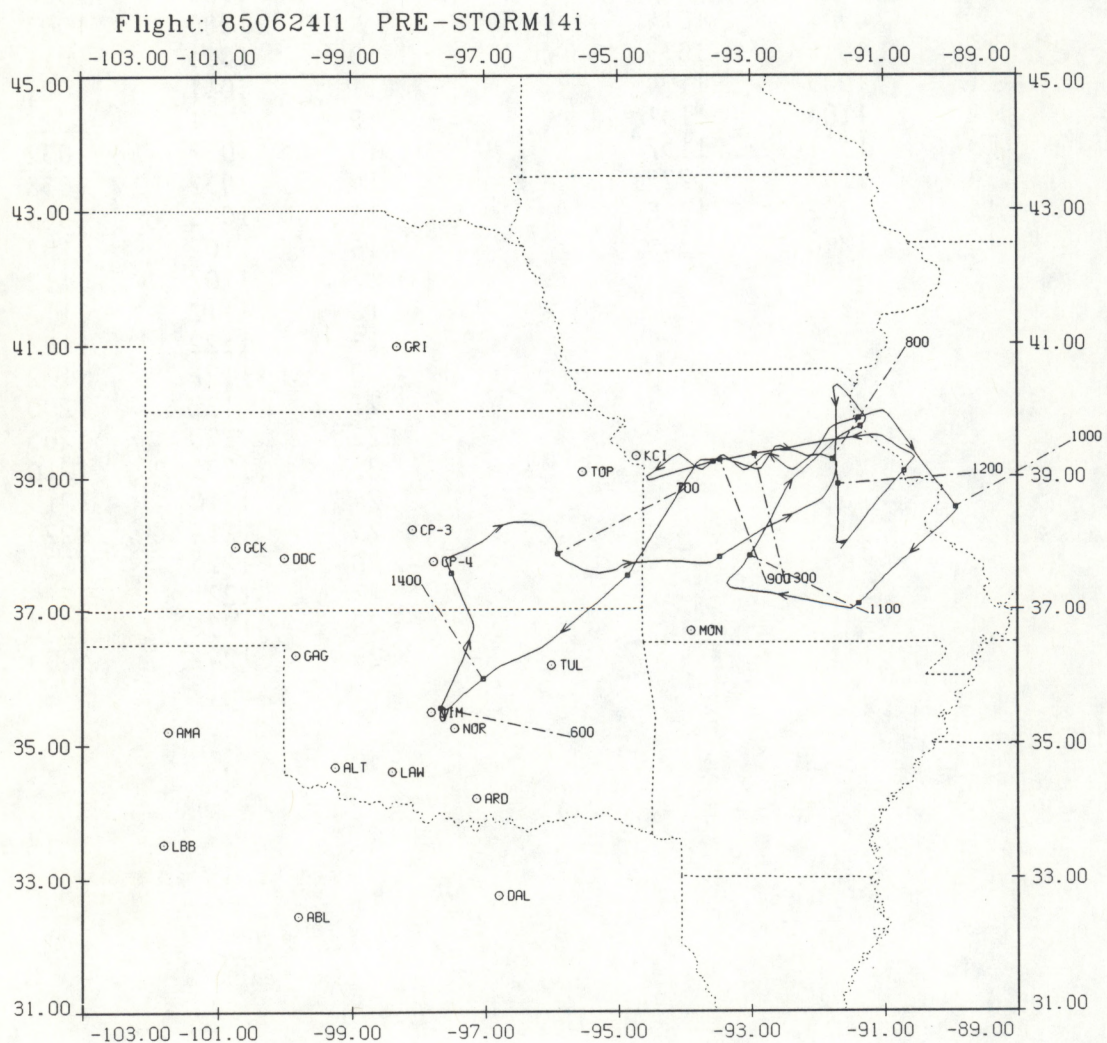 Flight: 850624I1 PRE-STORM14i
-103.00 -101.00 -99.00 -97.00 -95.00 -93.00 -91.00 -89.00
45.00 45.00
43.00 43.00
41.00 GRI 800 41.00
1000
KCI
39.00 TOP 700 1200 39.00
CP-3
GCK DDC CP-4
1400 900 1300
37.00 1100 37.00
MON
GAG TUL
TIM
AMA NOR 600
35.00 35.00
ALT LAW
ARD
LBB
33.00 33.00
DAL
ABL
31.00 31.00
-103.00 -101.00 -99.00 -97.00 -95.00 -93.00 -91.00 -89.00